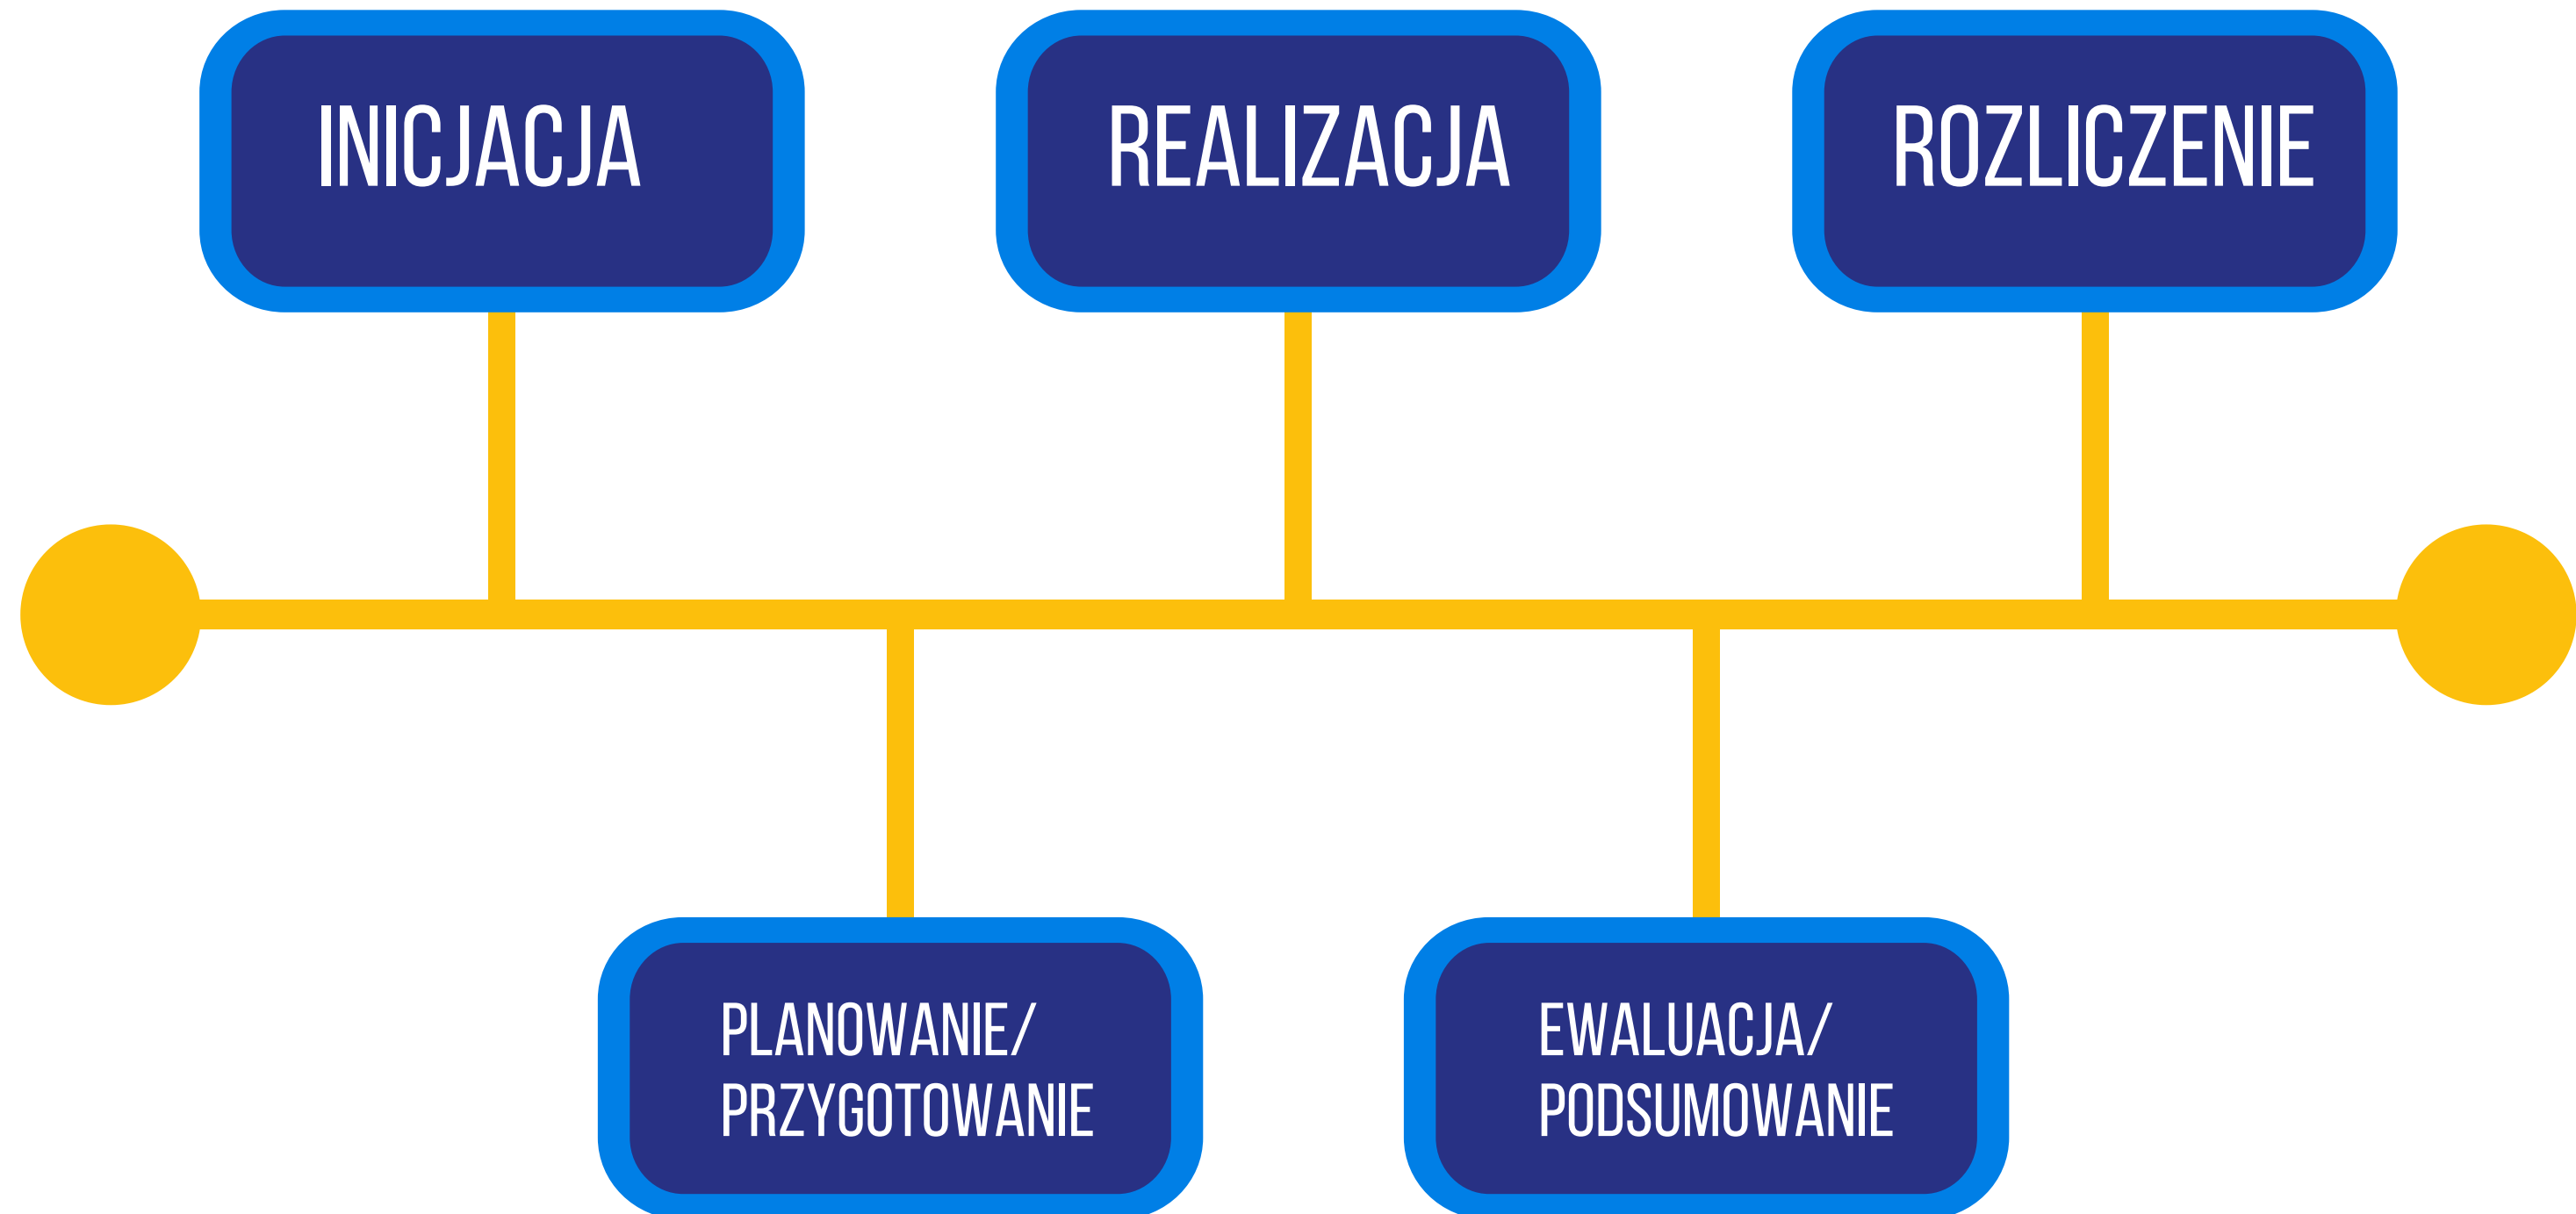 INICJACJA
REALIZACJA
ROZLICZENIE
PLANOWANIE/
PRZYGOTOWANIE
EWALUACJA/
PODSUMOWANIE